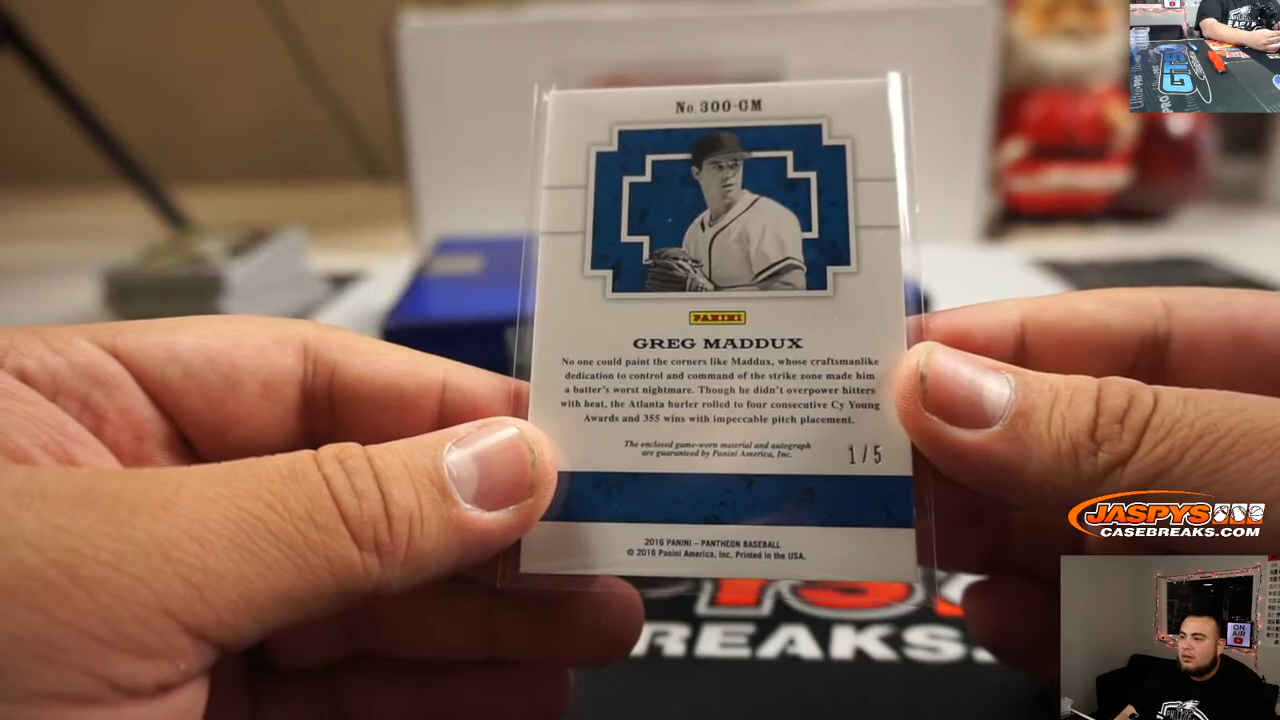 No. 300-GM
PANINI
GREG MADDUX
No one could paint the corners like Maddux, whose craftsmanlike
dedication to control and command of the strike zone made him
a batter's worst nightmare. Though he didn't overpower hitters
with heat, the Atlanta hurler rolled to four consecutive Cy Young
Awards and 355 wins with impeccable pitch placement.
The enclosed game-worn material and autograph
are guaranteed by Panini America, Inc.
1/5
2016 PANINI – PANTHEON BASEBALL
© 2016 Panini America, Inc. Printed in the USA.
BREAKS.
JASPYS
CASEBREAKS.COM
ON
AIR